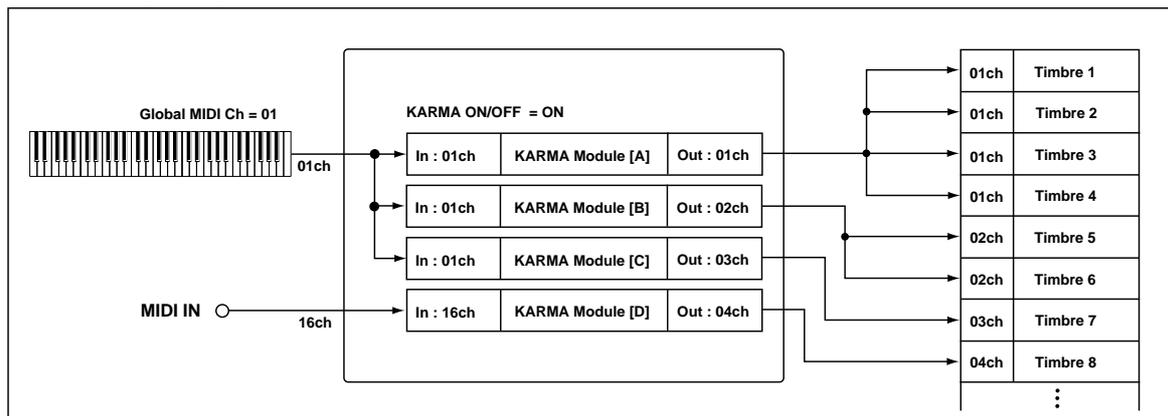 Global MIDI Ch = 01
01ch
MIDI IN
16ch
KARMA ON/OFF = ON
In : 01ch KARMA Module [A] Out : 01ch
In : 01ch KARMA Module [B] Out : 02ch
In : 01ch KARMA Module [C] Out : 03ch
In : 16ch KARMA Module [D] Out : 04ch
01ch Timbre 1
01ch Timbre 2
01ch Timbre 3
01ch Timbre 4
02ch Timbre 5
02ch Timbre 6
03ch Timbre 7
04ch Timbre 8